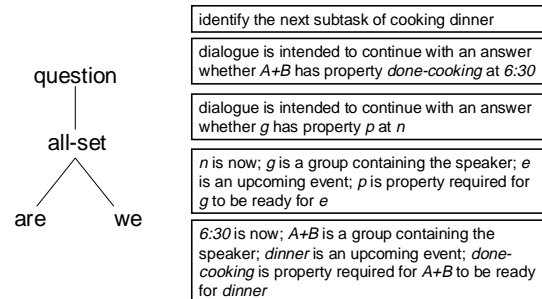 question
all-set
are we
identify the next subtask of cooking dinner
dialogue is intended to continue with an answer
whether A+B has property done-cooking at 6:30
dialogue is intended to continue with an answer
whether g has property p at n
n is now; g is a group containing the speaker; e
is an upcoming event; p is property required for
g to be ready for e
6:30 is now; A+B is a group containing the
speaker; dinner is an upcoming event; done-
cooking is property required for A+B to be ready
for dinner